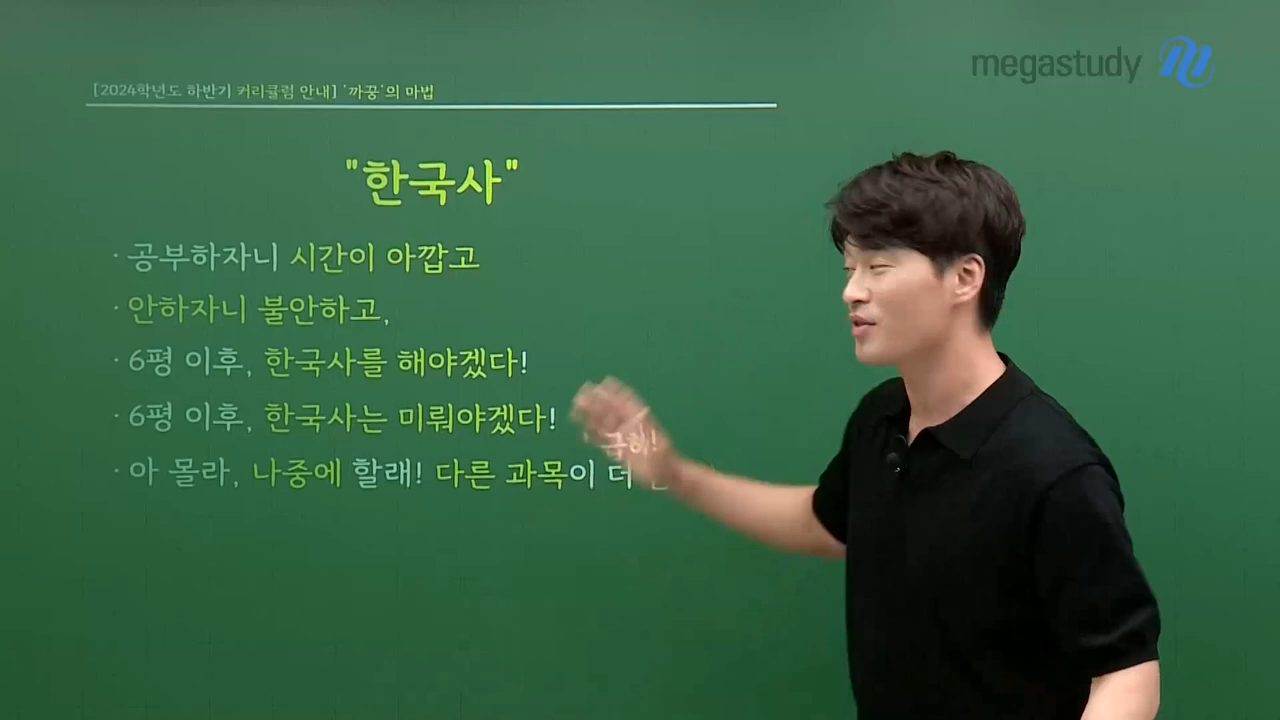 megastudy
[2024학년도 하반기 커리큘럼 안내] '까꿍'의 마법
"한국사"
· 공부하자니 시간이 아깝고
· 안하자니 불안하고,
· 6평 이후, 한국사를 해야겠다!
· 6평 이후, 한국사는 미뤄야겠다!
· 아 몰라, 나중에 할래! 다른 과목이 더